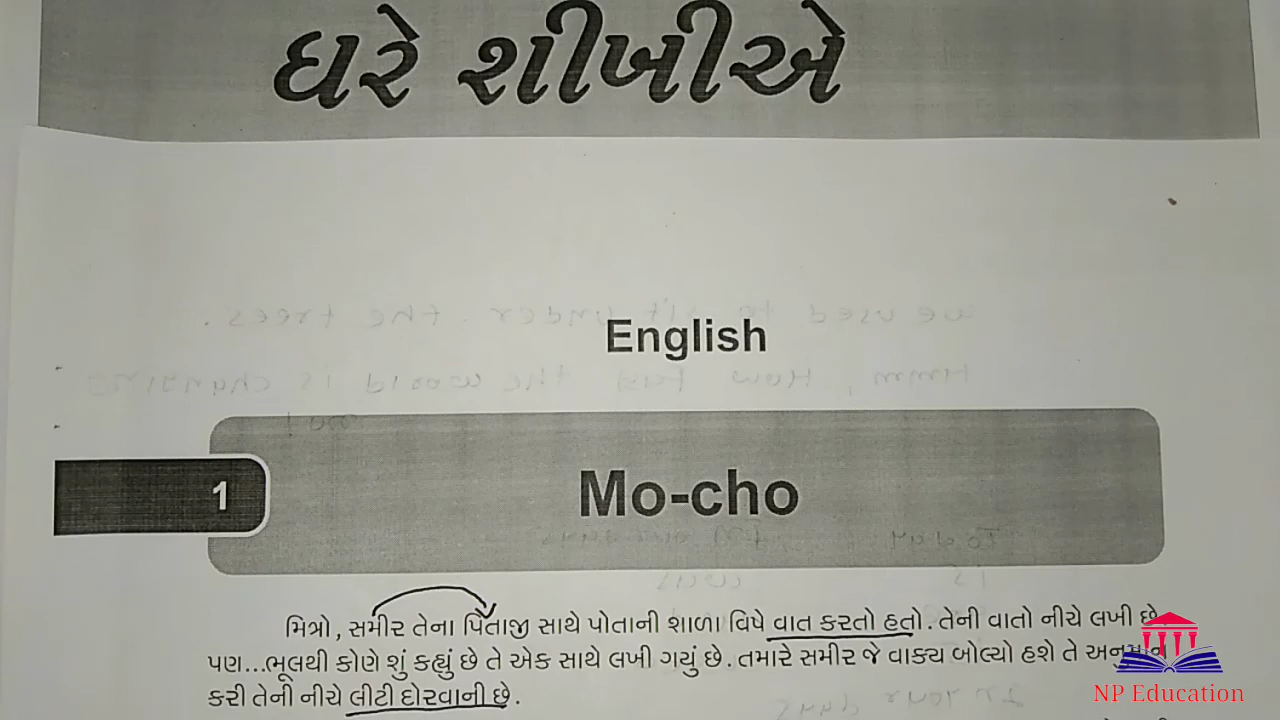 ઘરે શીખીએ
English
1
Mo-cho
મિત્રો, સમીર તેના પિતાજી સાથે પોતાની શાળા વિષે વાત કરતો હતો. તેની વાતો નીચે લખી છે
પણ...ભૂલથી કોણે શું કહ્યું છે તે એક સાથે લખી ગયું છે. તમારે સમીર જે વાક્ય બોલ્યો હશે તે અનુમાન
કરી તેની નીચે લીટી દોરવાની છે.
NP Education